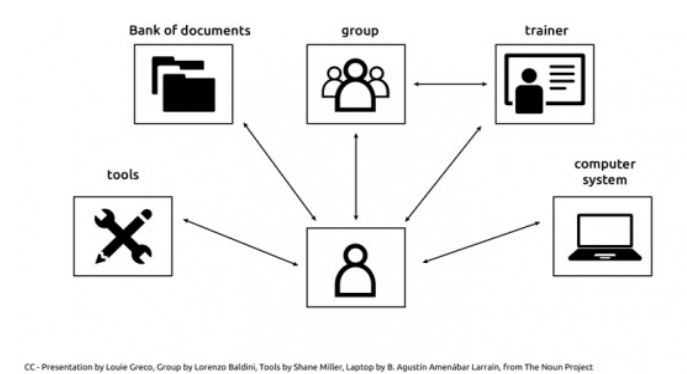 Bank of documents
group
trainer
tools
computer
system
CC - Presentation by Louie Greco, Group by Lorenzo Baldini, Tools by Shane Miller, Laptop by B. Agustín Amenábar Larraín, from The Noun Project